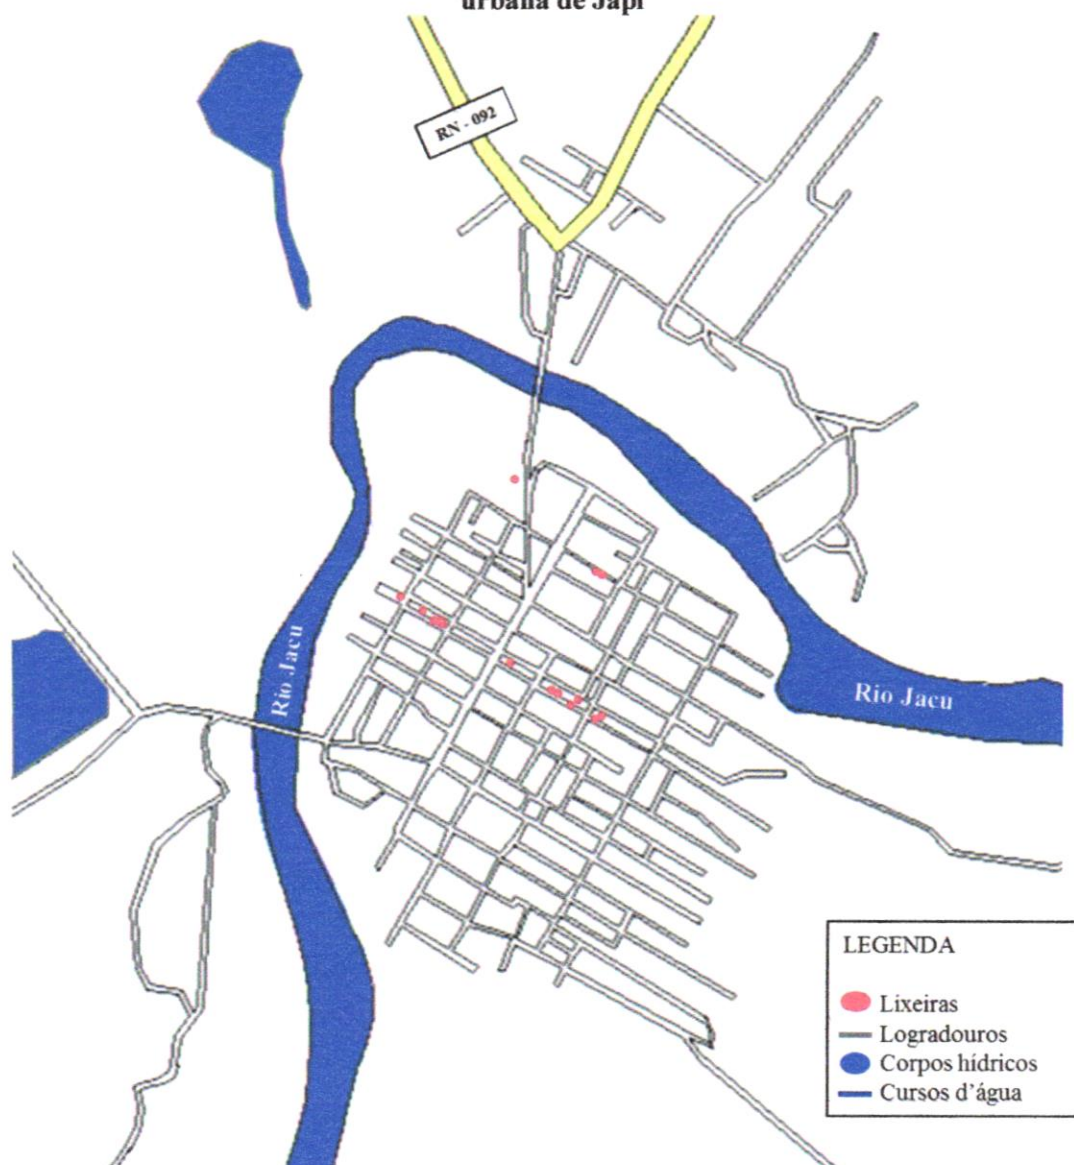 urbana de Japi
RN - 092
Rio Jacu
Rio Jacu
LEGENDA
Lixeiras
Logradouros
Corpos hídricos
Cursos d'água